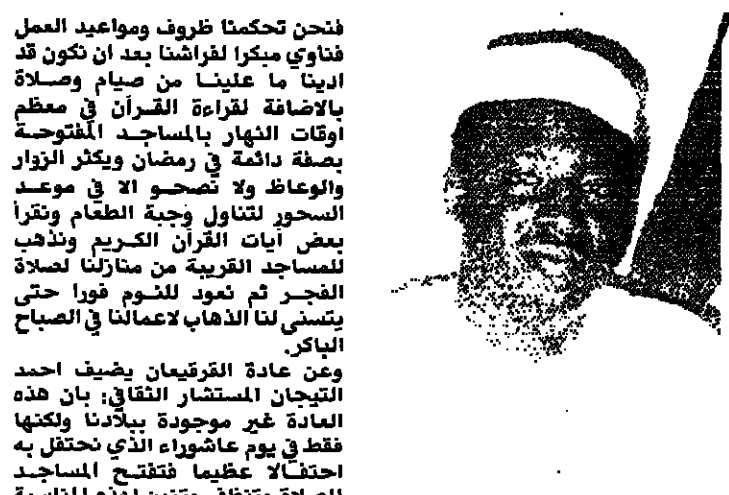 فنحن تحكمنا ظروف ومواعيد العمل
فناوي مبكرا لفراشنا بعد ان نكون قد
ادينا ما علينا من صيام وصلاة
بالاضافة لقراءة القرآن في معظم
اوقات النهار بالمساجد المفتوحة
بصفة دائمة في رمضان ويكثر الزوار
والوعاظ ولا نصحو الا في موعد
السحور لتناول وجبة الطعام ونقرأ
بعض آيات القرآن الكريم ونذهب
للمساجد القريبة من منازلنا لصلاة
الفجر ثم نعود للنوم فورا حتى
يتسنى لنا الذهاب لاعمالنا في الصباح
الباكر.
وعن عادة القرقيعان يضيف احمد
التيجان المستشار الثقافي: بان هذه
العادة غير موجودة ببلادنا ولكنها
فقط في يوم عاشوراء الذي نحتفل به
احتفالا عظيما فتفتح المساجد